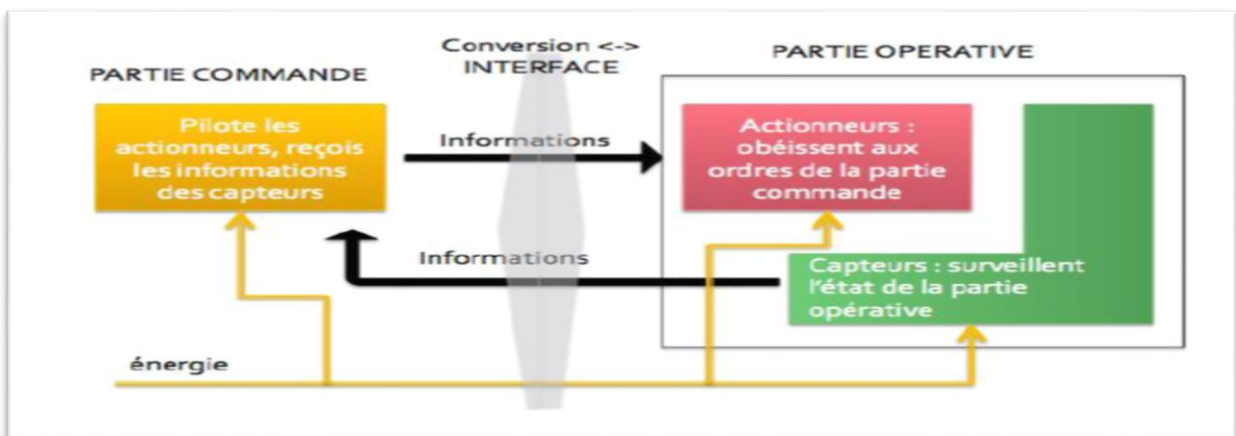 Conversion <->
INTERFACE
PARTIE COMMANDE
PARTIE OPERATIVE
Pilote les
actionneurs, reçois
les informations
des capteurs
Informations
Actionneurs :
obéissent aux
ordres de la partie
commande
Informations
Capteurs : surveillent
l'état de la partie
opérative
énergie